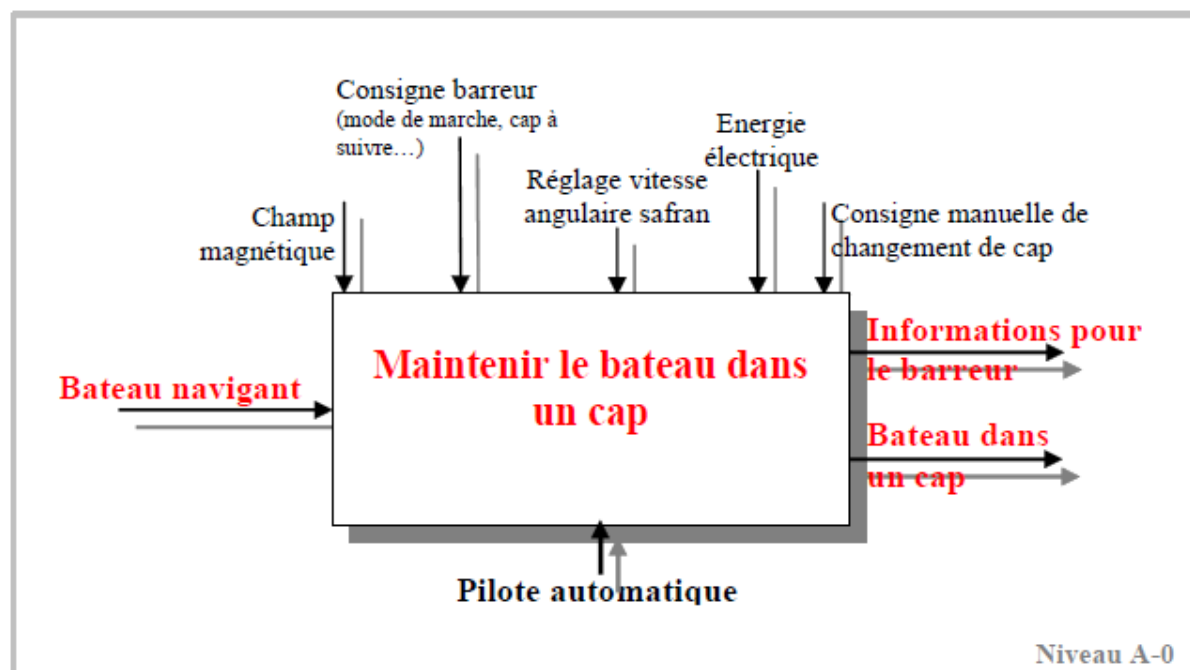 Consigne barreur
(mode de marche, cap à
suivre…)
Energie
électrique
Réglage vitesse
angulaire safran
Champ
magnétique
Consigne manuelle de
changement de cap
Maintenir le bateau dans
un cap
Informations pour
le barreur
Bateau navigant
Bateau dans
un cap
Pilote automatique
Niveau A-0